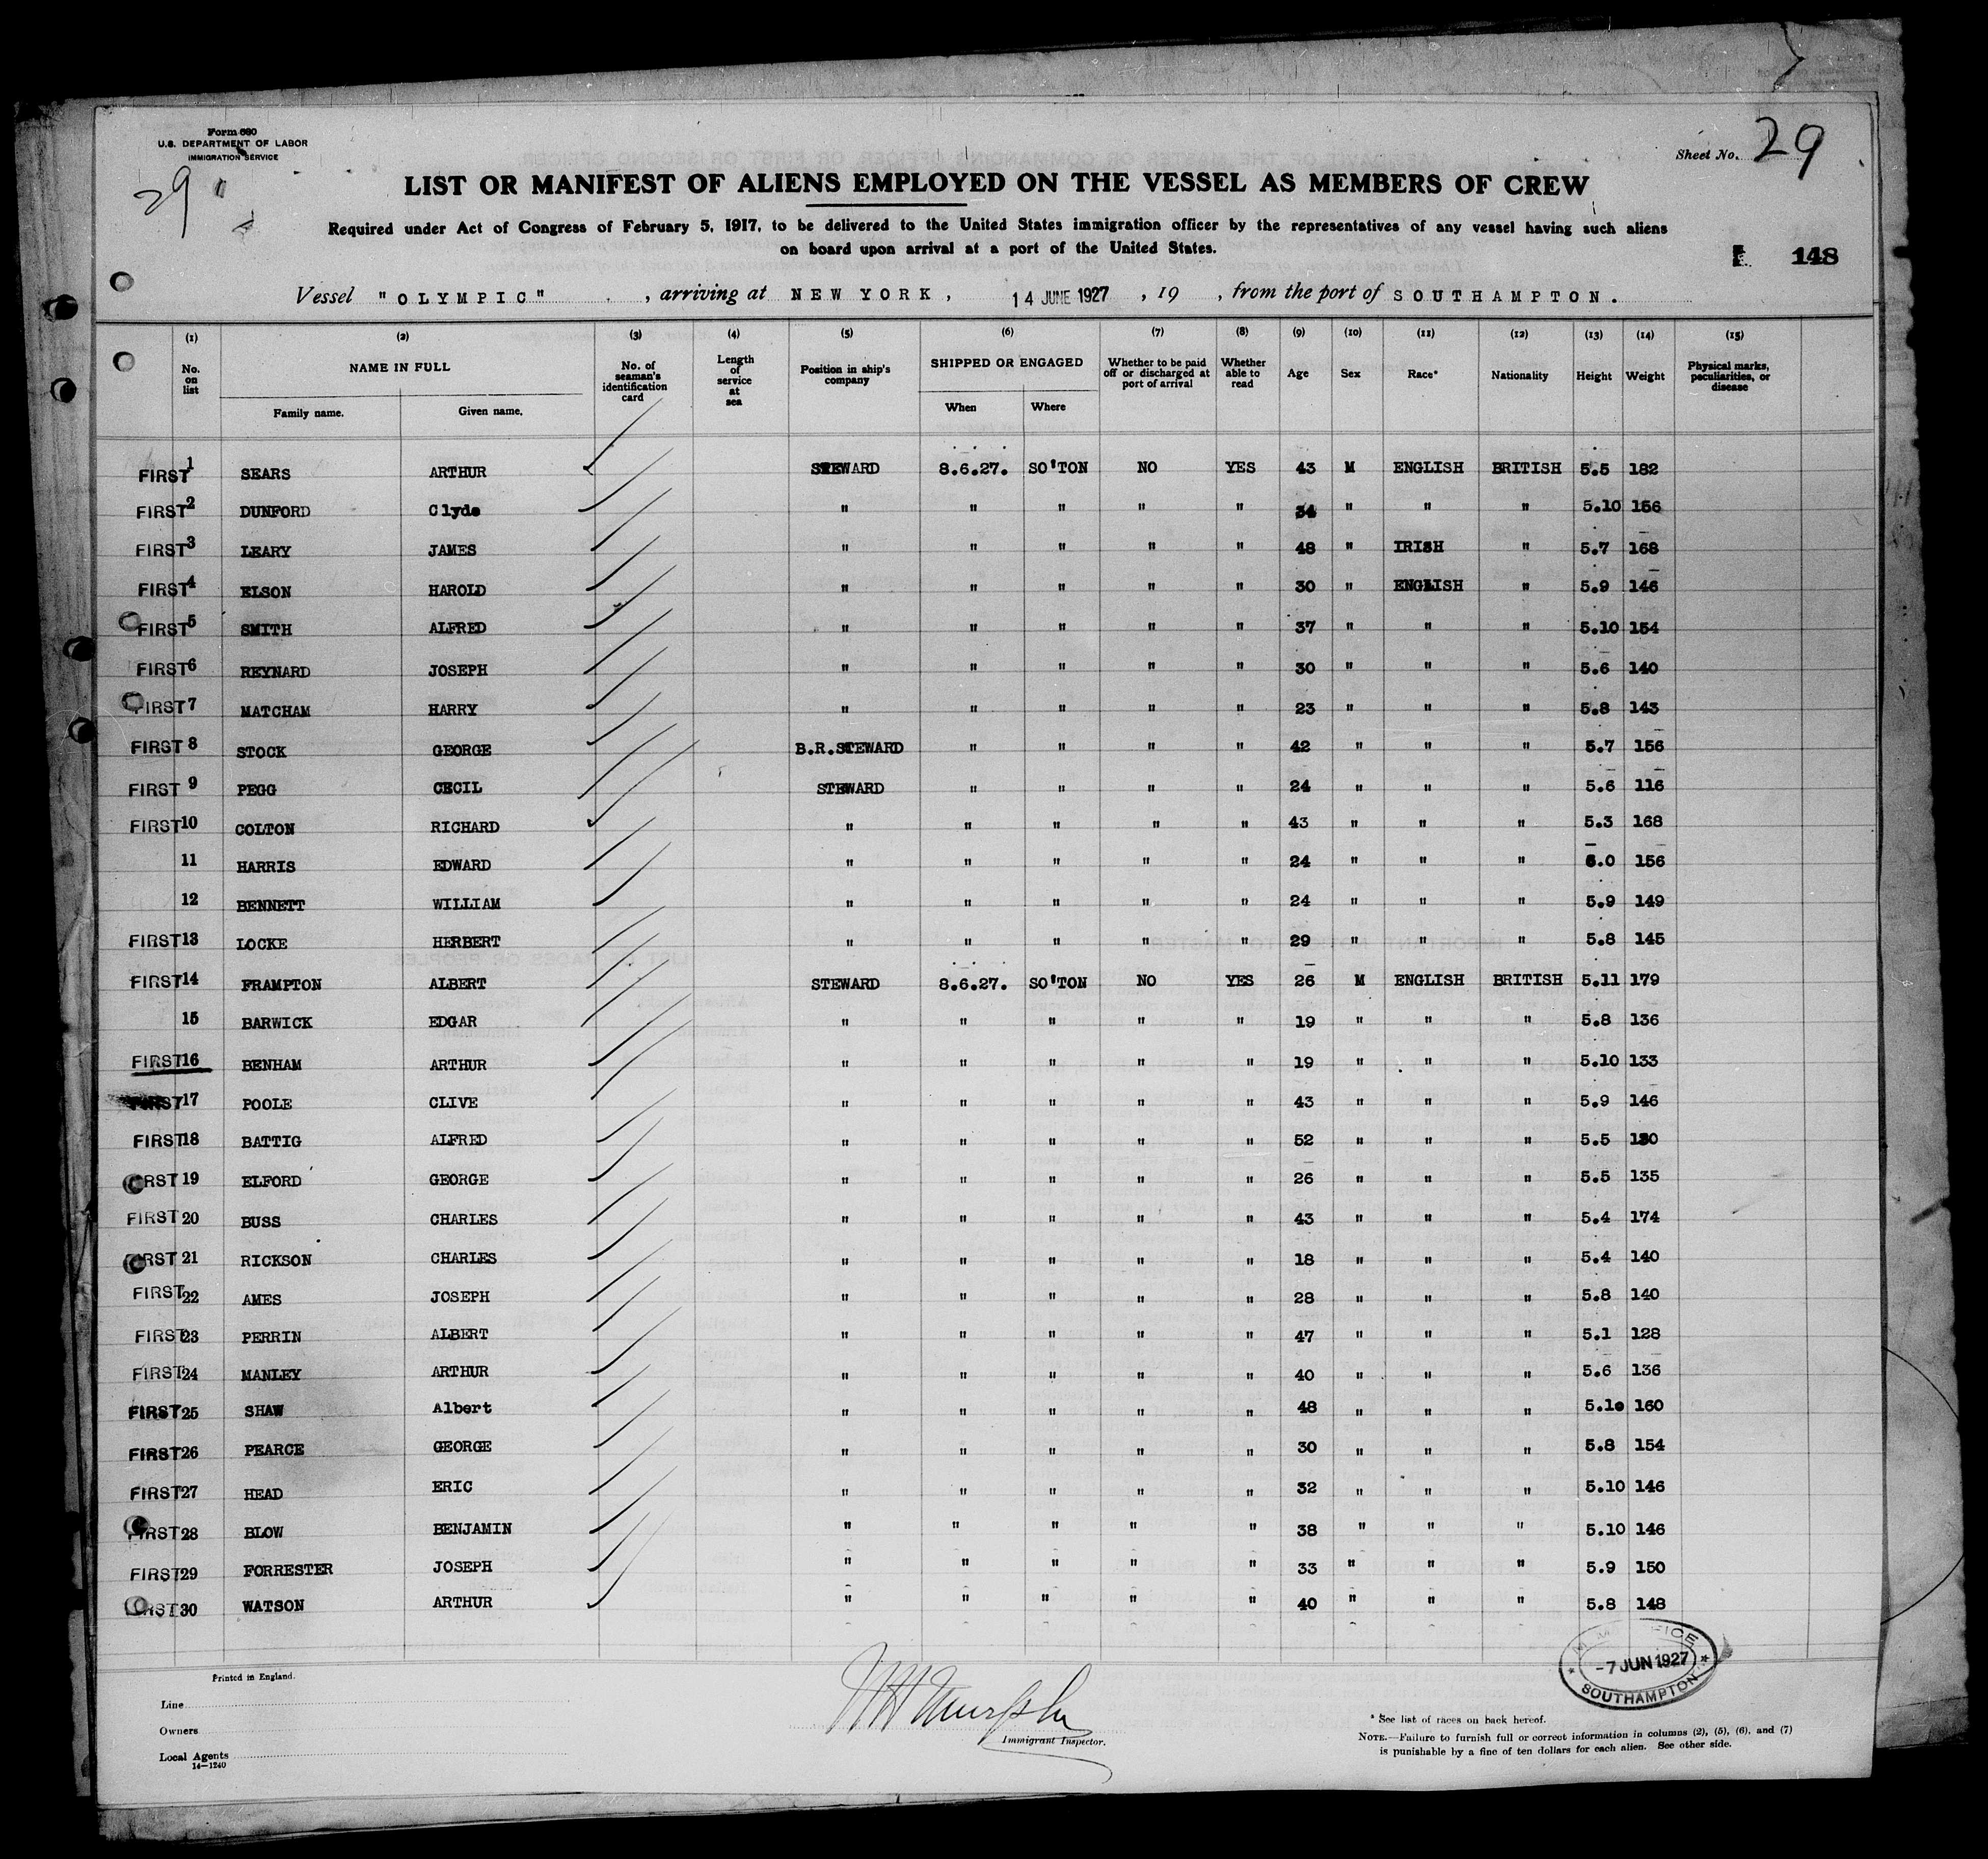 Form 680
U.S. DEPARTMENT OF LABOR
IMMIGRATION SERVICE
29
Sheet No. 29
LIST OR MANIFEST OF ALIENS EMPLOYED ON THE VESSEL AS MEMBERS OF CREW
Required under Act of Congress of February 5, 1917, to be delivered to the United States immigration officer by the representatives of any vessel having such aliens
on board upon arrival at a port of the United States.
148
Vessel "OLYMPIC" , arriving at NEW YORK, 14 JUNE 1927 , 19 , from the port of SOUTHAMPTON.
(1) (2) (3) (4) (5) (6) (7) (8) (9) (10) (11) (12) (13) (14) (15)
No. on list NAME IN FULL No. of seaman's identification card Length of service at sea Position in ship's company SHIPPED OR ENGAGED Whether to be paid off or discharged at port of arrival Whether able to read Age Sex Race* Nationality Height Weight Physical marks, peculiarities, or disease
Family name. Given name. When Where
FIRST 1 SEARS ARTHUR STEWARD 8.6.27. SO'TON NO YES 43 M ENGLISH BRITISH 5.5 182
FIRST 2 DUNFORD Clyde " " " " " 34 " " " 5.10 156
FIRST 3 LEARY JAMES " " " " " 48 " IRISH " 5.7 168
FIRST 4 ELSON HAROLD " " " " " 30 " ENGLISH " 5.9 146
FIRST 5 SMITH ALFRED " " " " " 37 " " " 5.10 154
FIRST 6 REYNARD JOSEPH " " " " " 30 " " " 5.6 140
FIRST 7 MATCHAM HARRY " " " " " 23 " " " 5.8 143
FIRST 8 STOCK GEORGE B.R.STEWARD " " " " 42 " " " 5.7 156
FIRST 9 PEGG CECIL STEWARD " " " " 24 " " " 5.6 116
FIRST 10 COLTON RICHARD " " " " " 43 " " " 5.3 168
11 HARRIS EDWARD " " " " " 24 " " " 6.0 156
12 BENNETT WILLIAM " " " " " 24 " " " 5.9 149
FIRST 13 LOCKE HERBERT " " " " " 29 " " " 5.8 145
FIRST 14 FRAMPTON ALBERT STEWARD 8.6.27. SO'TON NO YES 26 M ENGLISH BRITISH 5.11 179
15 BARWICK EDGAR " " " " " 19 " " " 5.8 136
FIRST 16 BENHAM ARTHUR " " " " " 19 " " " 5.10 133
FIRST 17 POOLE CLIVE " " " " " 43 " " " 5.9 146
FIRST 18 BATTIG ALFRED " " " " " 52 " " " 5.5
FIRST 19 ELFORD GEORGE " " " " " 26 " " " 5.5 135
FIRST 20 BUSS CHARLES " " " " " 43 " " " 5.4 174
FIRST 21 RICKSON CHARLES " " " " " 18 " " " 5.4 140
FIRST 22 AMES JOSEPH " " " " " 28 " " " 5.8 140
FIRST 23 PERRIN ALBERT " " " " " 47 " " " 5.1 128
FIRST 24 MANLEY ARTHUR " " " " " 40 " " " 5.6 136
FIRST 25 SHAW Albert " " " " " 48 " " " 5.10 160
FIRST 26 PEARCE GEORGE " " " " " 30 " " " 5.8 154
FIRST 27 HEAD ERIC " " " " " 32 " " " 5.10 146
FIRST 28 BLOW BENJAMIN " " " " " 38 " " " 5.10 146
FIRST 29 FORRESTER JOSEPH " " " " " 33 " " " 5.9 150
FIRST 30 WATSON ARTHUR " " " " " 40 " " " 5.8 148
-7 JUN 1927
SOUTHAMPTON
Printed in England.
Line
Owners
Local Agents
14—1240
Murphy
Immigrant Inspector.
* See list of races on back hereof.
NOTE.—Failure to furnish full or correct information in columns (2), (5), (6), and (7)
is punishable by a fine of ten dollars for each alien. See other side.